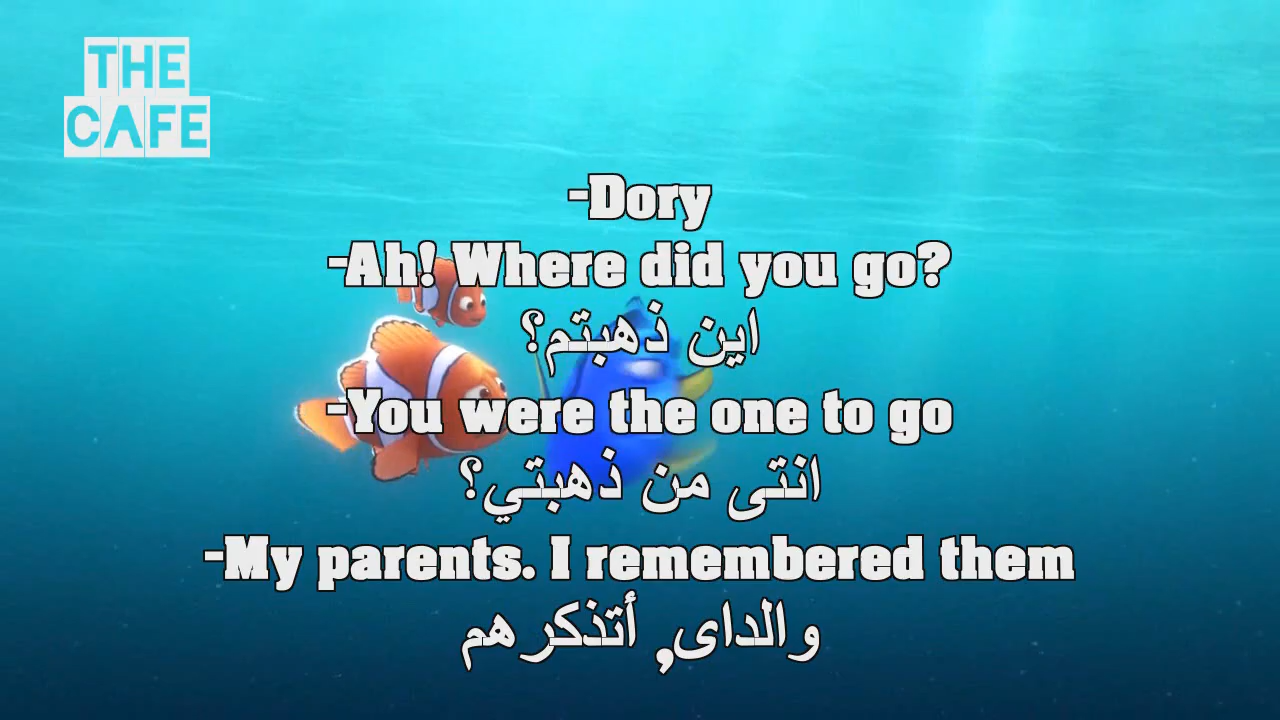 THE
CAFE
-Dory
-Ah! Where did you go?
اين ذهبتم؟
-You were the one to go
انتى من ذهبتي؟
-My parents. I remembered them
والداى, أتذكرهم